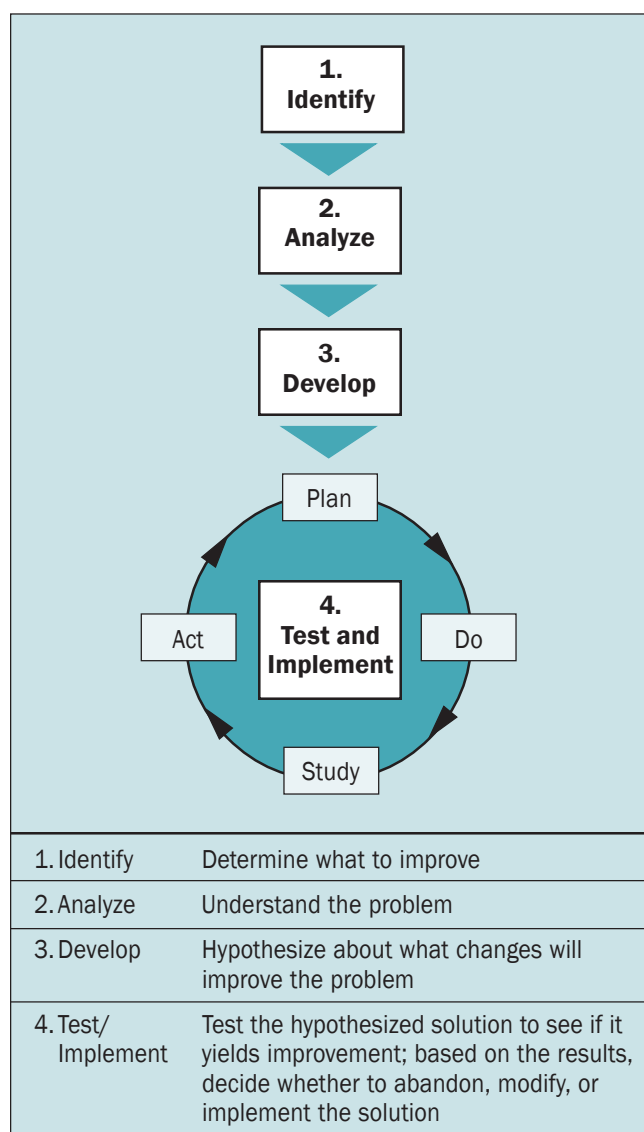 1.
Identify
2.
Analyze
3.
Develop
Plan
4.
Test and
Implement
Act
Do
Study
1. Identify Determine what to improve
2. Analyze Understand the problem
3. Develop Hypothesize about what changes will
improve the problem
4. Test/ Test the hypothesized solution to see if it
Implement yields improvement; based on the results,
decide whether to abandon, modify, or
implement the solution